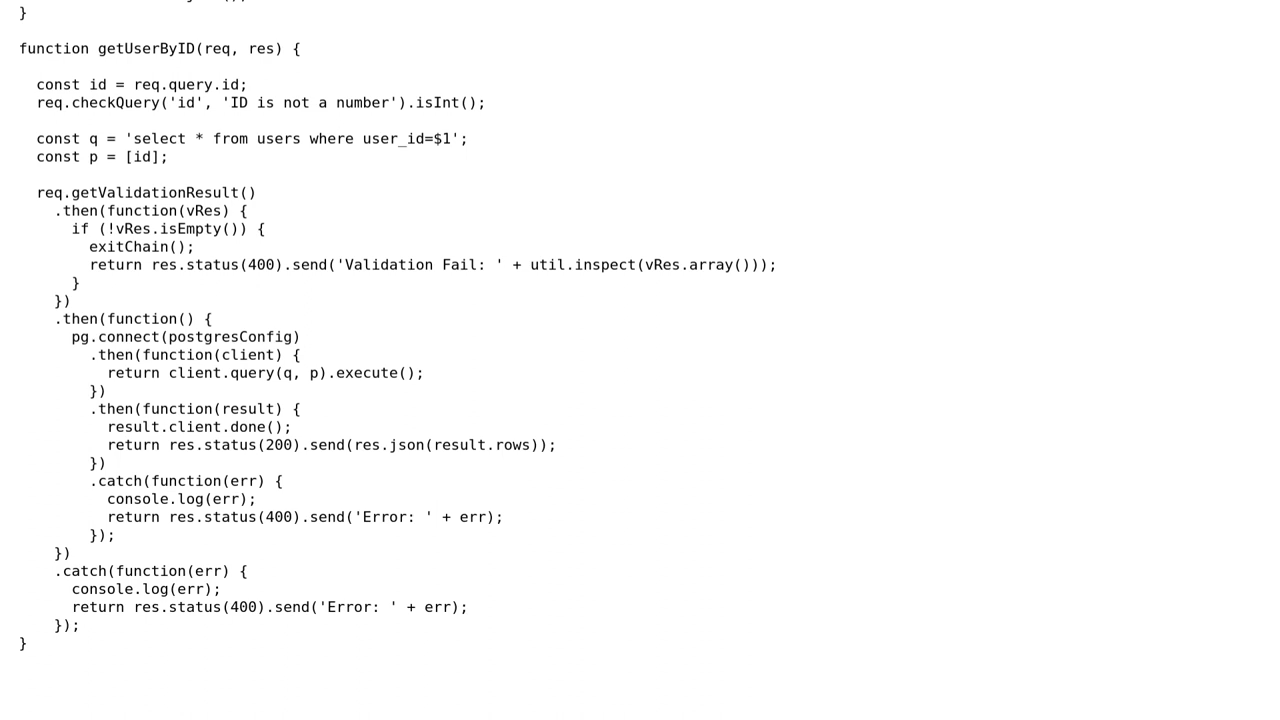 }
function getUserByID(req, res) {
const id = req.query.id;
req.checkQuery('id', 'ID is not a number').isInt();
const q = 'select * from users where user_id=$1';
const p = [id];
req.getValidationResult()
.then(function(vRes) {
if (!vRes.isEmpty()) {
exitChain();
return res.status(400).send('Validation Fail: ' + util.inspect(vRes.array()));
}
})
.then(function() {
pg.connect(postgresConfig)
.then(function(client) {
return client.query(q, p).execute();
})
.then(function(result) {
result.client.done();
return res.status(200).send(res.json(result.rows));
})
.catch(function(err) {
console.log(err);
return res.status(400).send('Error: ' + err);
});
})
.catch(function(err) {
console.log(err);
return res.status(400).send('Error: ' + err);
});
}